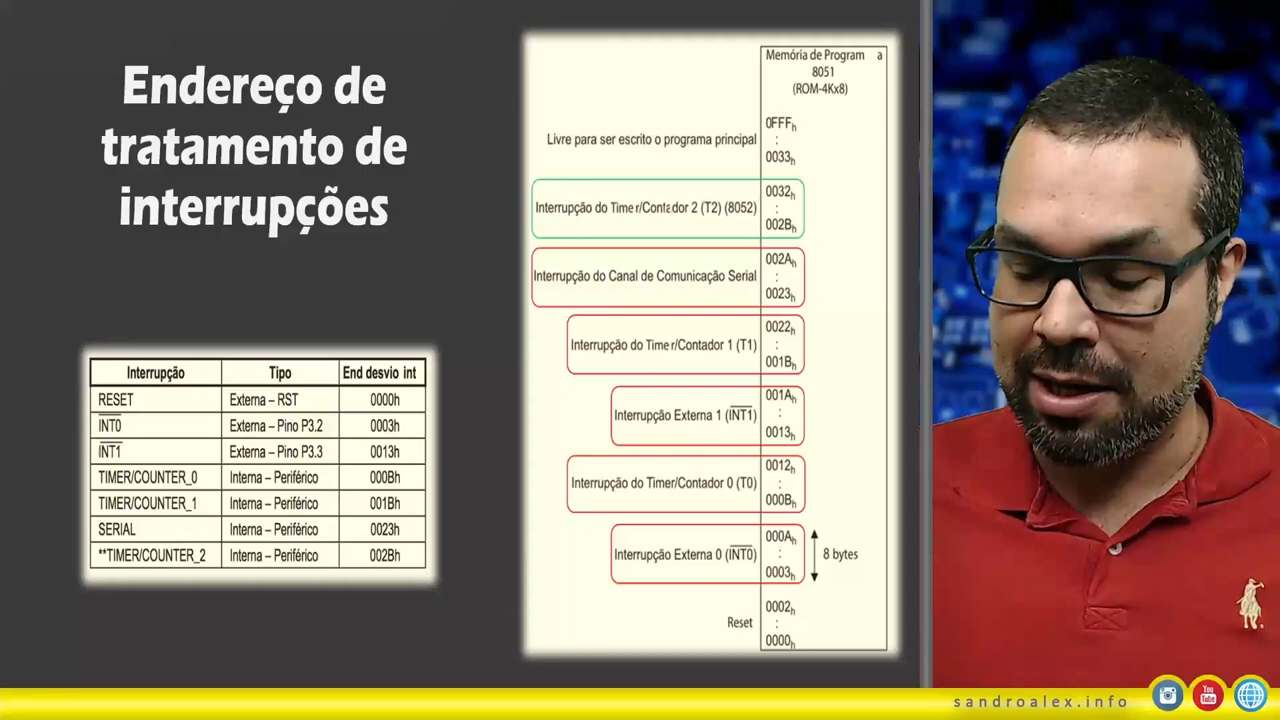 Endereço de
tratamento de
interrupções
Interrupção Tipo End desvio int
RESET Externa – RST 0000h
INT0 Externa – Pino P3.2 0003h
INT1 Externa – Pino P3.3 0013h
TIMER/COUNTER_0 Interna – Periférico 000Bh
TIMER/COUNTER_1 Interna – Periférico 001Bh
SERIAL Interna – Periférico 0023h
**TIMER/COUNTER_2 Interna – Periférico 002Bh
Memória de Program a
8051
(ROM-4Kx8)
0FFFh
Livre para ser escrito o programa principal :
0033h
0032h
Interrupção do Timer/Contador 2 (T2) (8052) :
002Bh
002Ah
Interrupção do Canal de Comunicação Serial :
0023h
0022h
Interrupção do Timer/Contador 1 (T1) :
001Bh
001Ah
Interrupção Externa 1 (INT1) :
0013h
0012h
Interrupção do Timer/Contador 0 (T0) :
000Bh
000Ah
Interrupção Externa 0 (INT0) : 8 bytes
0003h
0002h
Reset :
0000h
sandroalex.info
You
Tube